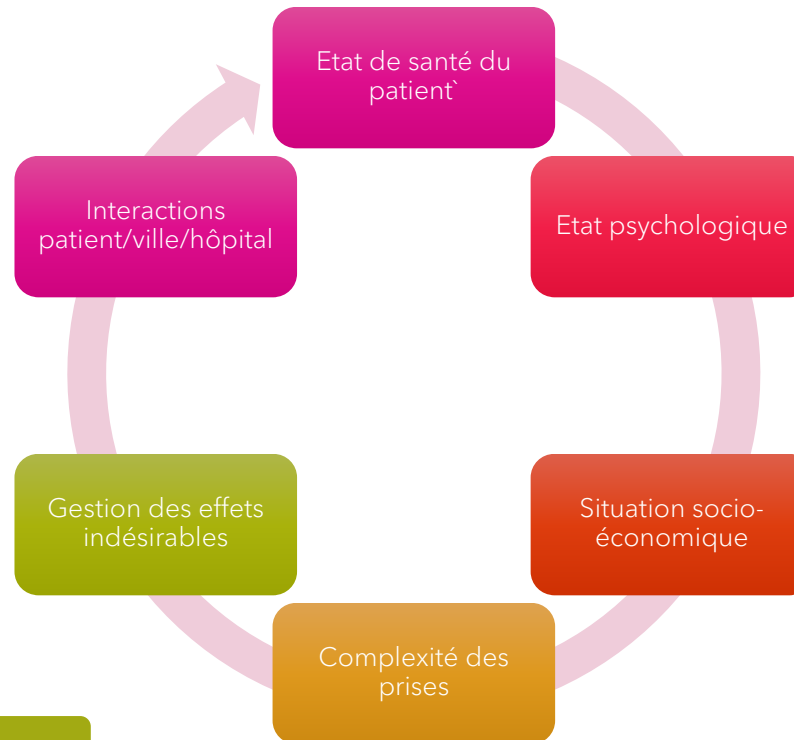 Etat de santé du
patient`
Etat psychologique
Situation socio-
économique
Complexité des
prises
Gestion des effets
indésirables
Interactions
patient/ville/hôpital